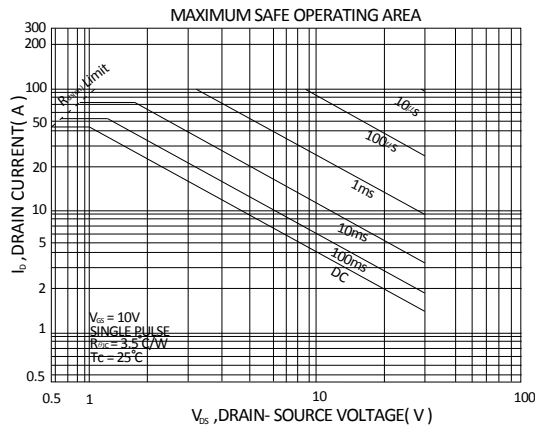 MAXIMUM SAFE OPERATING AREA
300
200
100
50
20
10
5
2
1
0.5
I_D ,DRAIN CURRENT( A )
R_DS(ON) Limit
10μs
100μs
1ms
10ms
100ms
DC
V_GS = 10V
SINGLE PULSE
R_θJC = 3.5°C/W
Tc = 25°C
0.5 1 10 100
V_DS ,DRAIN- SOURCE VOLTAGE( V )